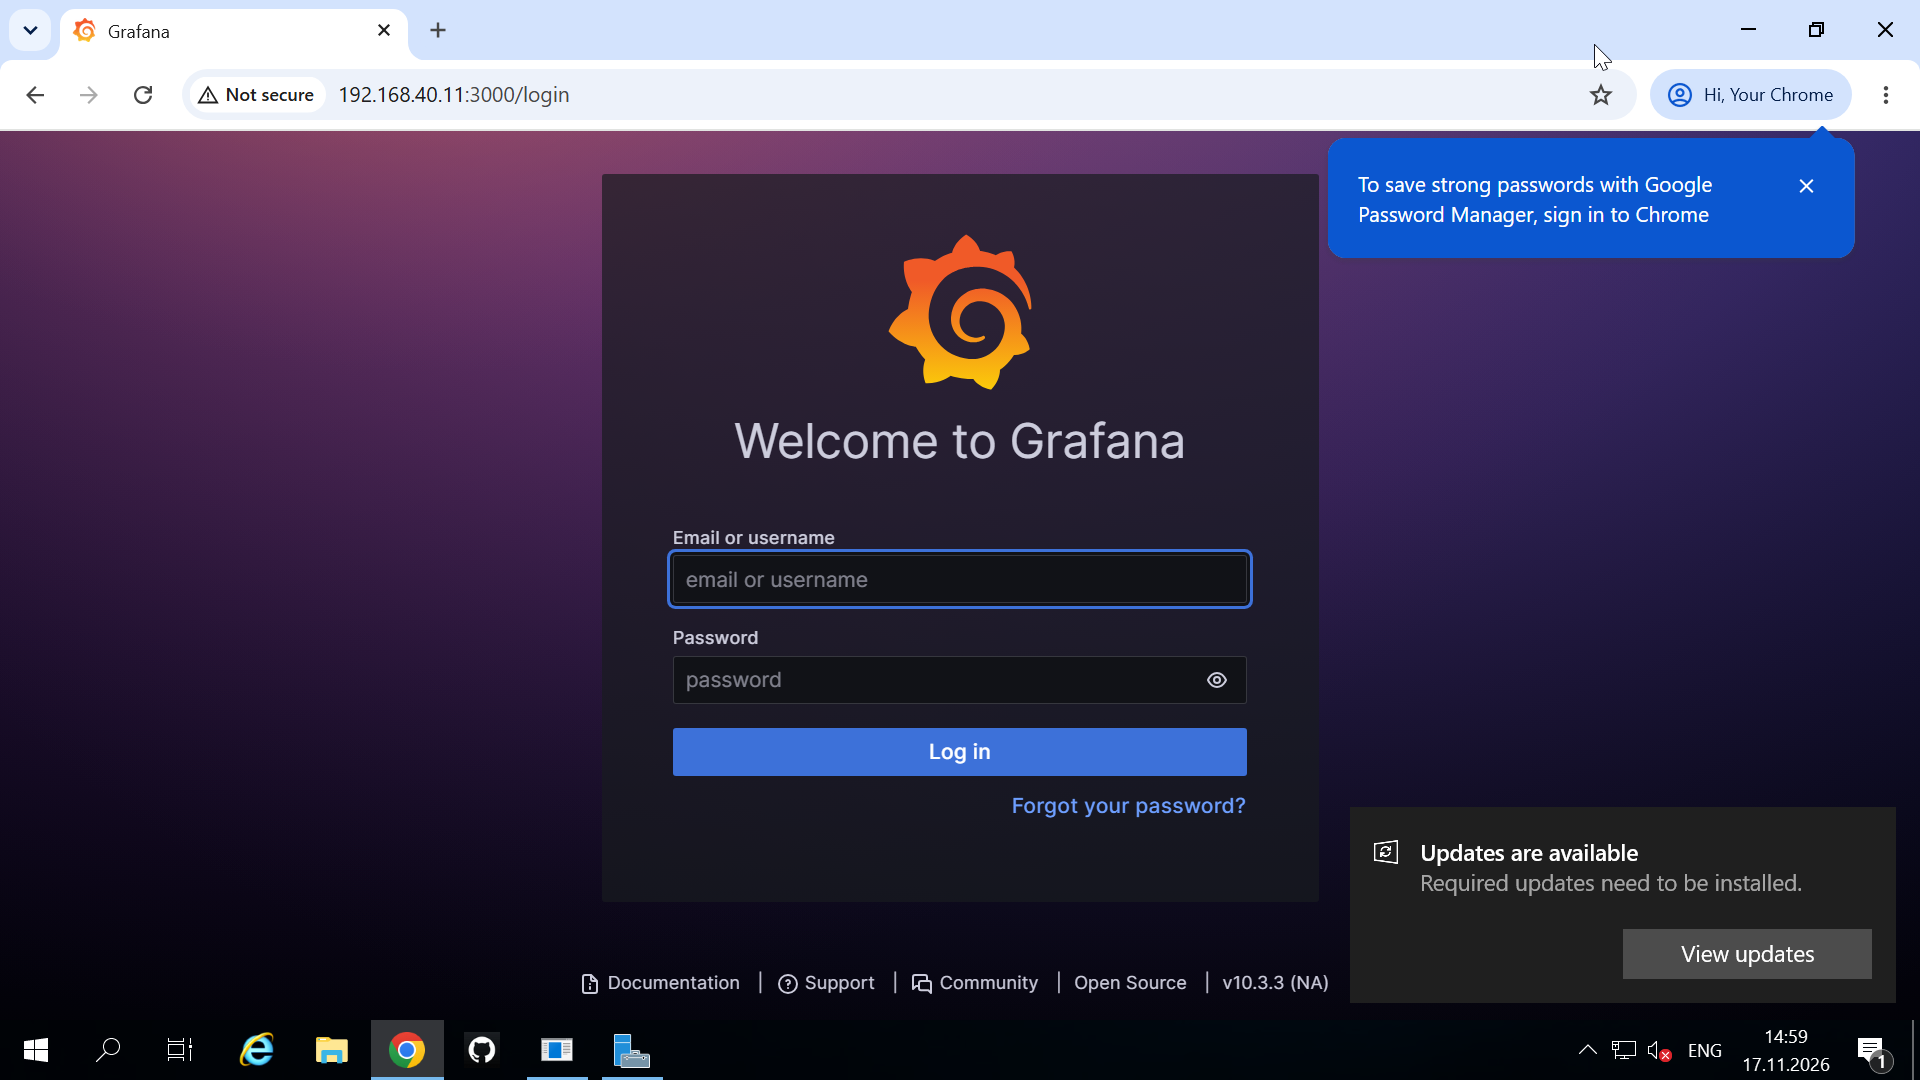 Grafana
Not secure
192.168.40.11:3000/login
Hi, Your Chrome
To save strong passwords with Google
Password Manager, sign in to Chrome
Welcome to Grafana
Email or username
email or username
Password
password
Log in
Forgot your password?
Updates are available
Required updates need to be installed.
View updates
Documentation | Support | Community | Open Source | v10.3.3 (NA)
ENG
14:59
17.11.2026
1